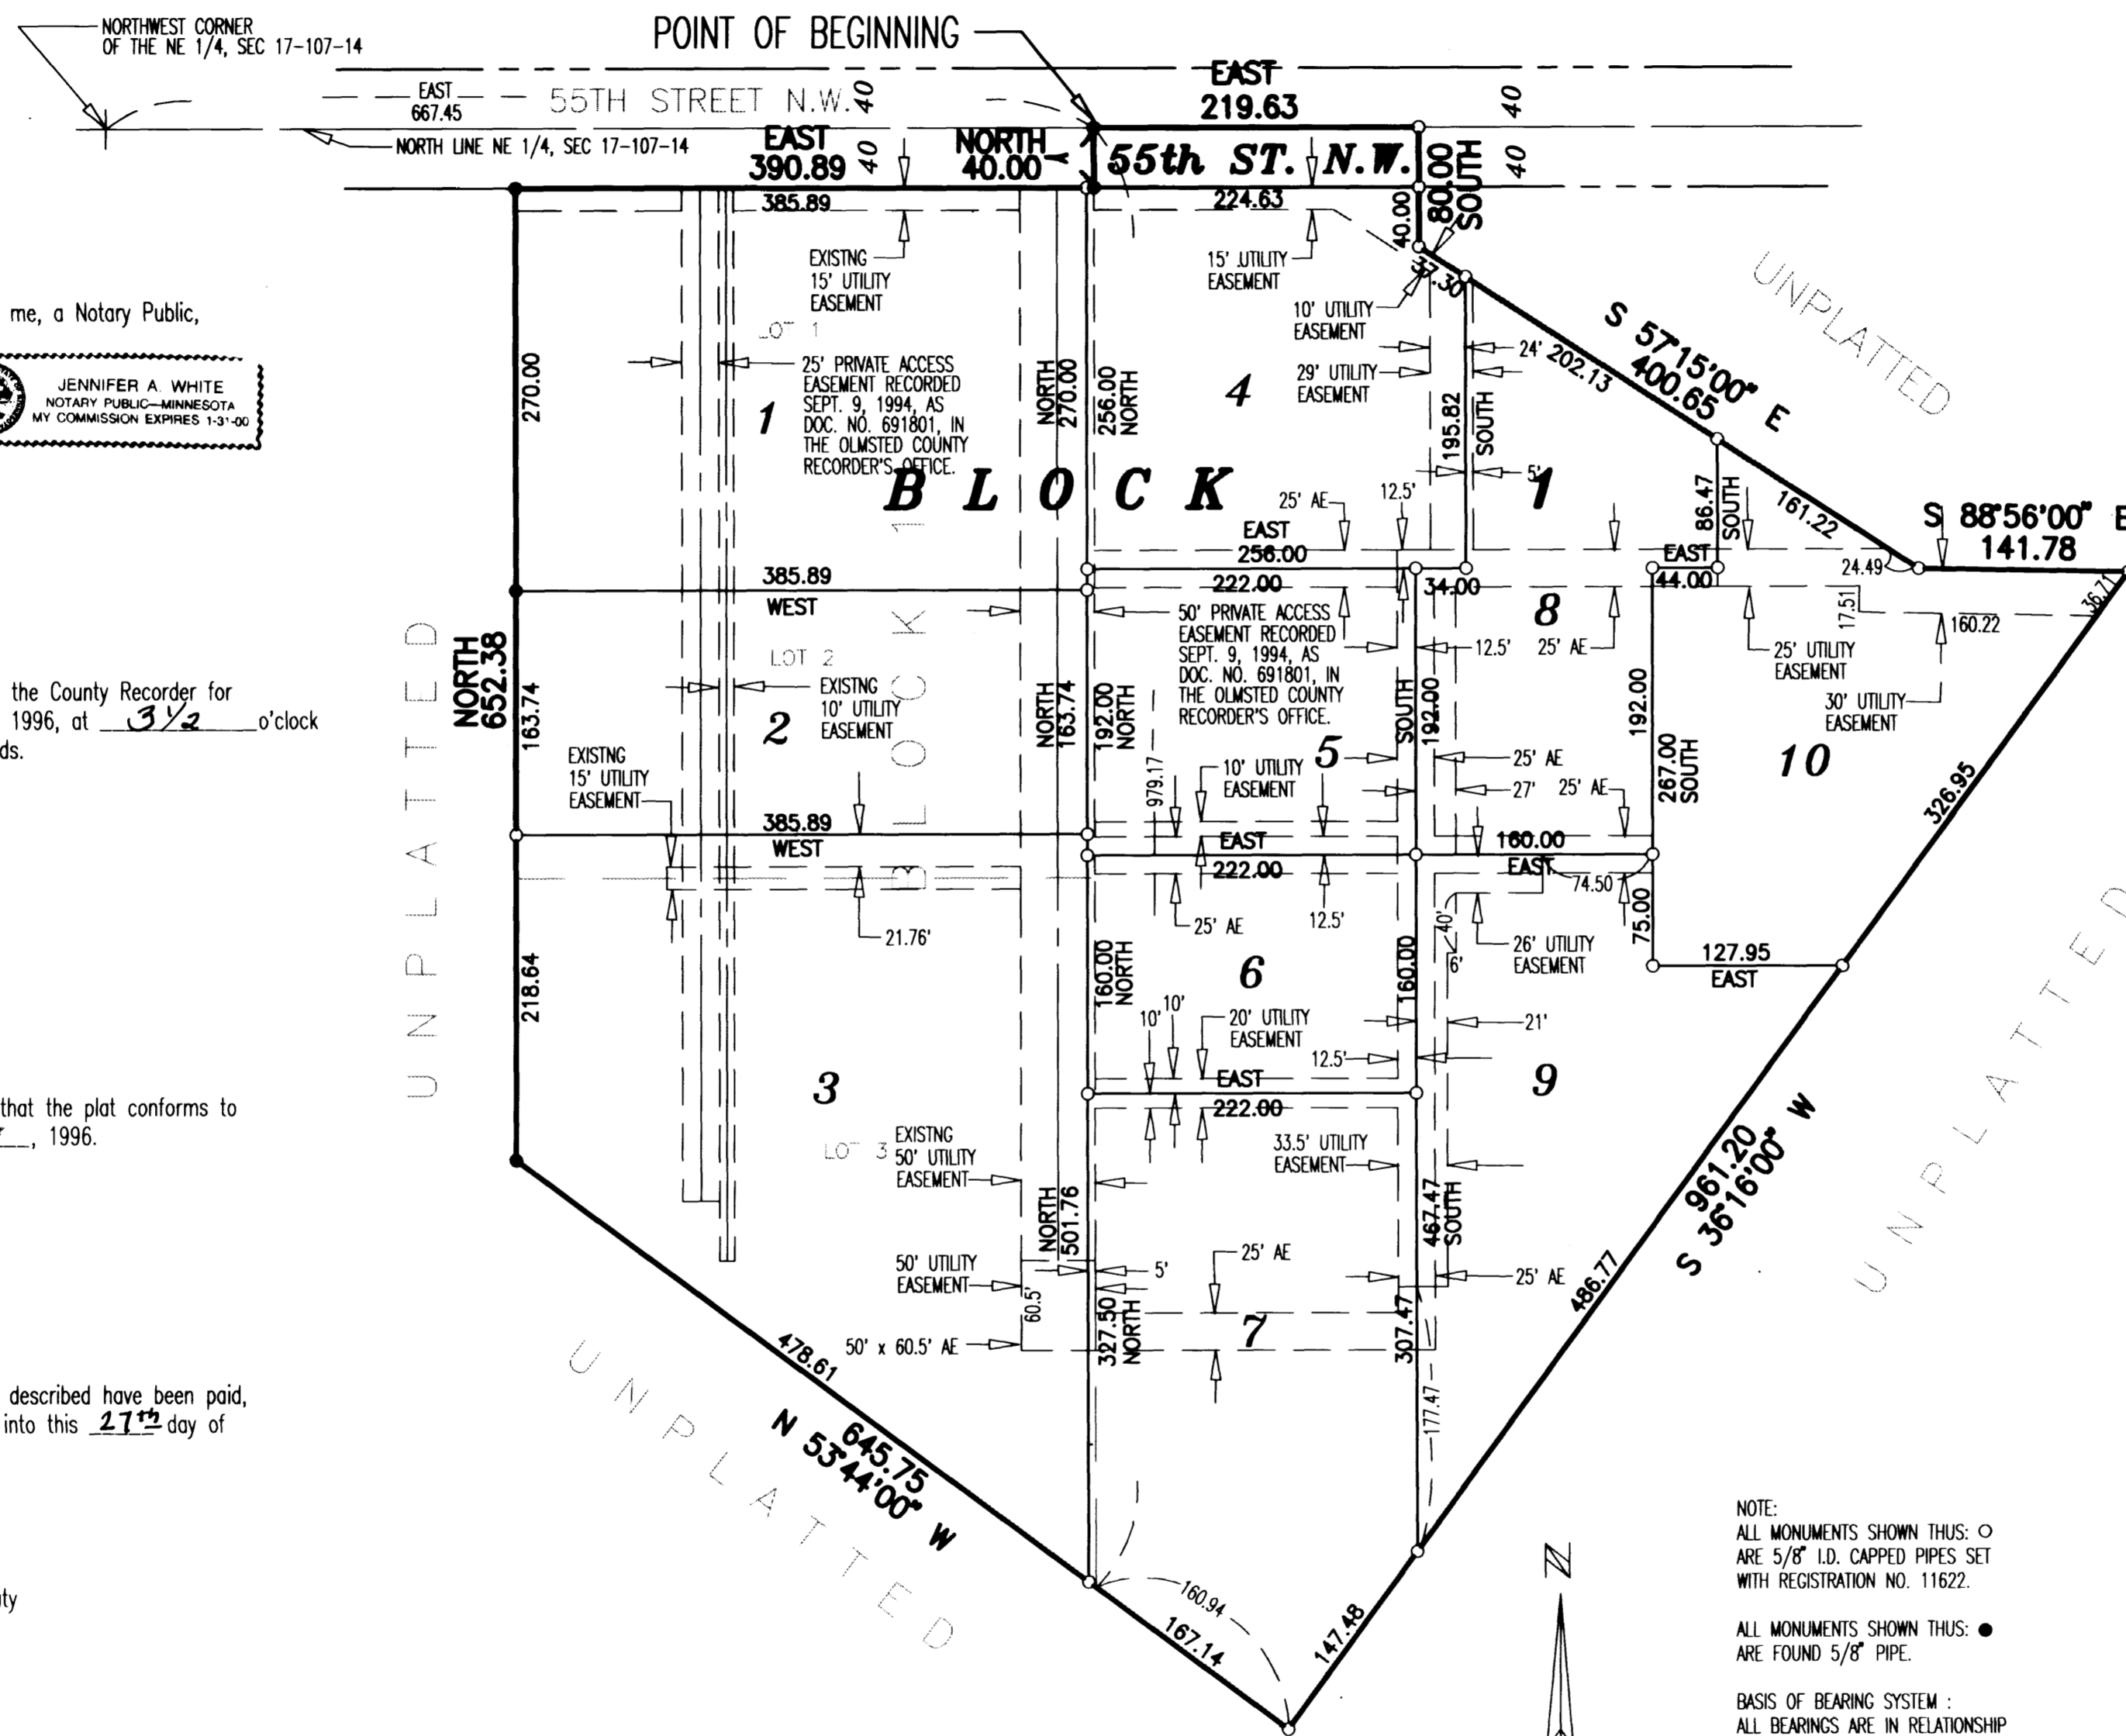 NORTHWEST CORNER
OF THE NE 1/4, SEC 17-107-14
POINT OF BEGINNING
EAST
667.45
55TH STREET N.W.
40
EAST
219.63
40
NORTH LINE NE 1/4, SEC 17-107-14
EAST
390.89
40
NORTH
40.00
55th ST. N.W.
80.00
SOUTH
40
385.89
224.63
40.00
EXISTNG
15' UTILITY
EASEMENT
15' UTILITY
EASEMENT
37.30
10' UTILITY
EASEMENT
UNPLATTED
me, a Notary Public,
JENNIFER A. WHITE
NOTARY PUBLIC—MINNESOTA
MY COMMISSION EXPIRES 1-31-00
270.00
LOT 1
1
25' PRIVATE ACCESS
EASEMENT RECORDED
SEPT. 9, 1994, AS
DOC. NO. 691801, IN
THE OLMSTED COUNTY
RECORDER'S OFFICE.
NORTH
270.00
256.00
NORTH
4
29' UTILITY
EASEMENT
24'
202.13
S 57°15'00" E
400.65
195.82
SOUTH
5'
BLOCK 1
25' AE
12.5'
86.47
SOUTH
161.22
S 88°56'00" E
141.78
EAST
256.00
385.89
WEST
222.00
34.00
8
EAST
44.00
24.49
17.51
36.71
160.22
50' PRIVATE ACCESS
EASEMENT RECORDED
SEPT. 9, 1994, AS
DOC. NO. 691801, IN
THE OLMSTED COUNTY
RECORDER'S OFFICE.
12.5'
25' AE
25' UTILITY
EASEMENT
30' UTILITY
EASEMENT
UNPLATTED
NORTH
652.38
LOT 2
BLOCK 1
the County Recorder for
1996, at 3 1/2 o'clock
ds.
163.74
2
EXISTNG
10' UTILITY
EASEMENT
NORTH
163.74
192.00
NORTH
SOUTH
192.00
192.00
267.00
SOUTH
10
EXISTNG
15' UTILITY
EASEMENT
979.17
10' UTILITY
EASEMENT
5
25' AE
27'
25' AE
326.95
385.89
WEST
EAST
222.00
160.00
EAST
74.50
21.76'
25' AE
12.5'
40'
6'
26' UTILITY
EASEMENT
75.00
127.95
EAST
218.64
160.00
NORTH
6
160.00
10'
10'
20' UTILITY
EASEMENT
21'
12.5'
3
EAST
222.00
9
that the plat conforms to
, 1996.
LOT 3
EXISTNG
50' UTILITY
EASEMENT
33.5' UTILITY
EASEMENT
NORTH
501.76
467.47
SOUTH
961.20
S 36°16'00" W
UNPLATTED
50' UTILITY
EASEMENT
5'
25' AE
25' AE
60.5'
50' x 60.5' AE
327.50
NORTH
7
307.47
486.77
478.61
177.47
described have been paid,
into this 27th day of
645.75
N 53°44'00" W
UNPLATTED
ty
160.94
167.14
147.48
N
NOTE:
ALL MONUMENTS SHOWN THUS: ○
ARE 5/8" I.D. CAPPED PIPES SET
WITH REGISTRATION NO. 11622.
ALL MONUMENTS SHOWN THUS: ●
ARE FOUND 5/8" PIPE.
BASIS OF BEARING SYSTEM :
ALL BEARINGS ARE IN RELATIONSHIP